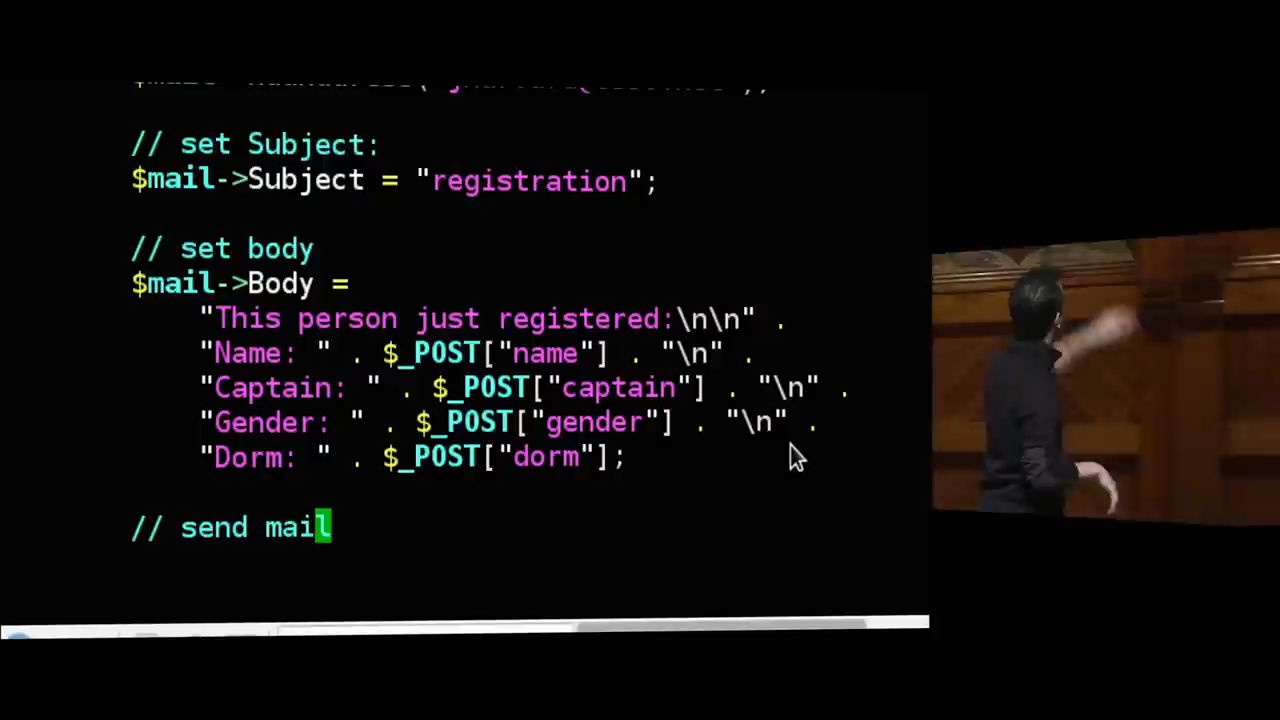 // set Subject:
$mail->Subject = "registration";
// set body
$mail->Body =
"This person just registered:\n\n" .
"Name: " . $_POST["name"] . "\n" .
"Captain: " . $_POST["captain"] . "\n" .
"Gender: " . $_POST["gender"] . "\n" .
"Dorm: " . $_POST["dorm"];
// send mail